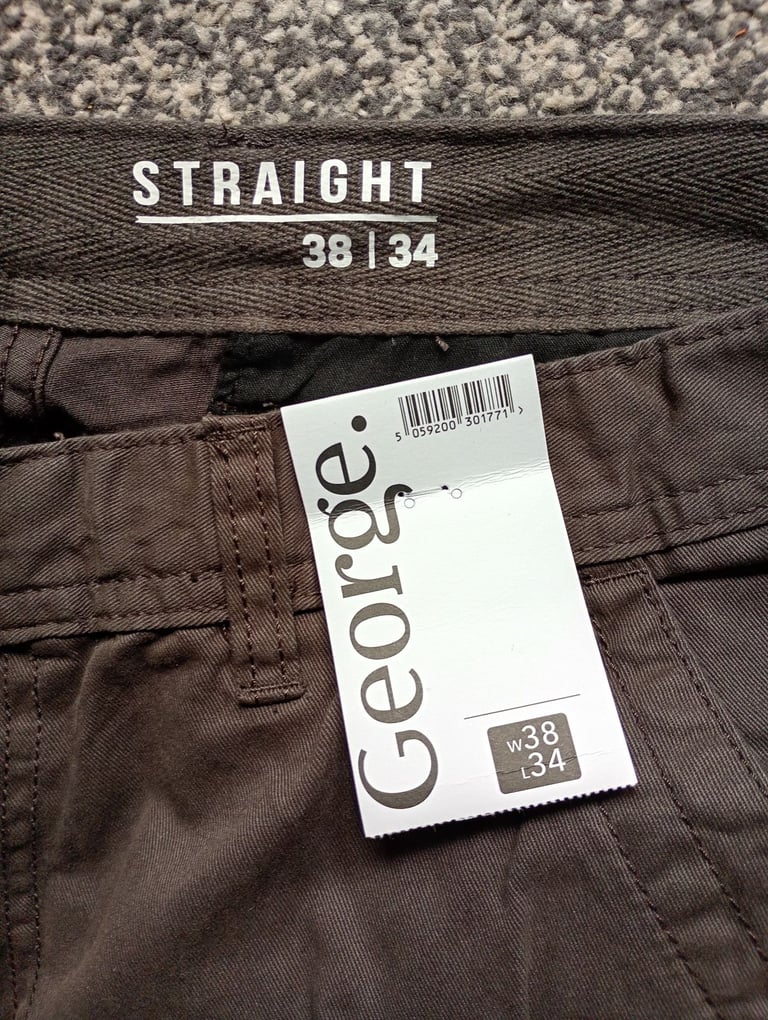 STRAIGHT
38 | 34
5 059200 301771 >
George.
W38
L34